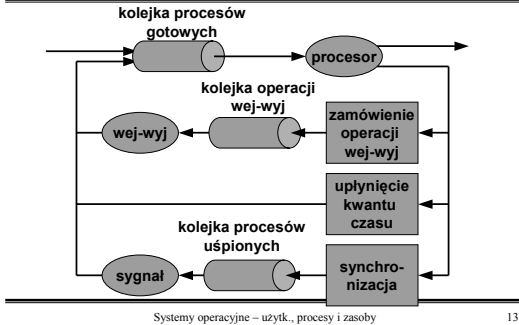 kolejka procesów
gotowych
procesor
kolejka operacji
wej-wyj
wej-wyj
zamówienie
operacji
wej-wyj
upłynięcie
kwantu
czasu
kolejka procesów
uśpionych
sygnał
synchro-
nizacja
Systemy operacyjne – użytk., procesy i zasoby
13